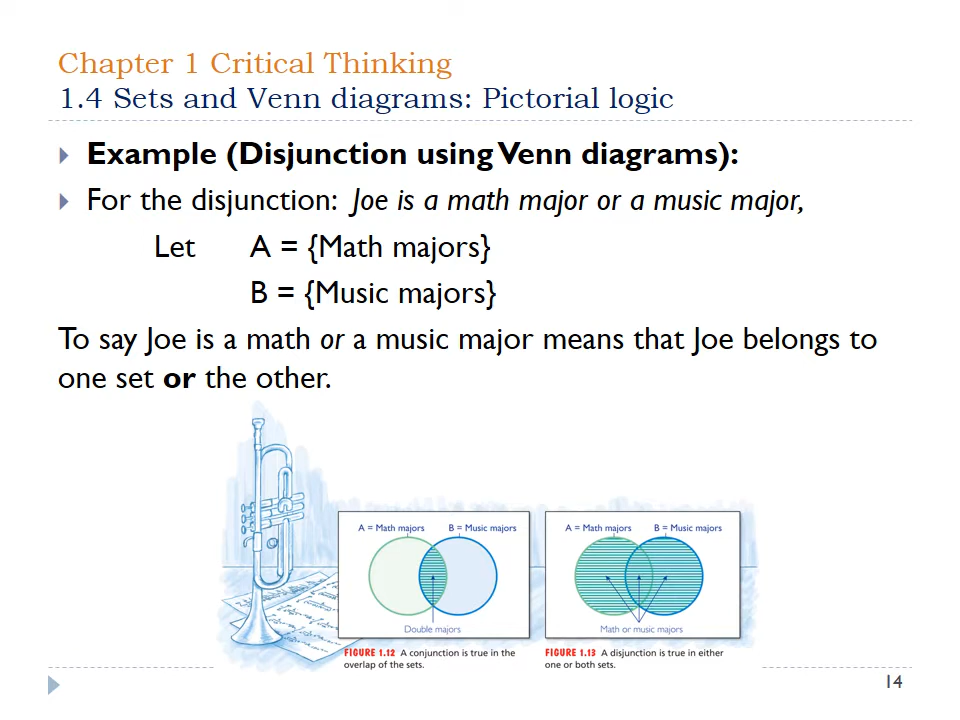 Chapter 1 Critical Thinking
1.4 Sets and Venn diagrams: Pictorial logic
Example (Disjunction using Venn diagrams):
For the disjunction: Joe is a math major or a music major,
Let A = {Math majors}
B = {Music majors}
To say Joe is a math or a music major means that Joe belongs to
one set or the other.
A = Math majors B = Music majors
Double majors
FIGURE 1.12 A conjunction is true in the
overlap of the sets.
A = Math majors B = Music majors
Math or music majors
FIGURE 1.13 A disjunction is true in either
one or both sets.
14